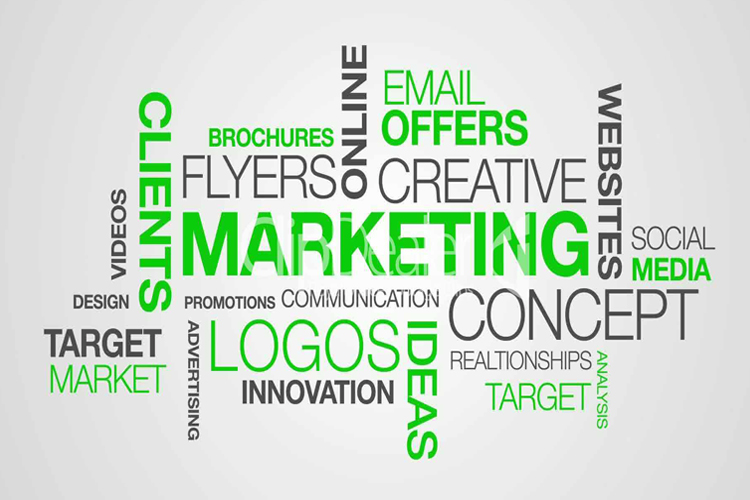 ONLINE
EMAIL
OFFERS
BROCHURES
CLIENTS
FLYERS
CREATIVE
WEBSITES
VIDEOS
MARKETING
SOCIAL
MEDIA
DESIGN
PROMOTIONS
COMMUNICATION
CONCEPT
TARGET
MARKET
ADVERTISING
LOGOS
INNOVATION
IDEAS
REALTIONSHIPS
TARGET
ANALYSIS